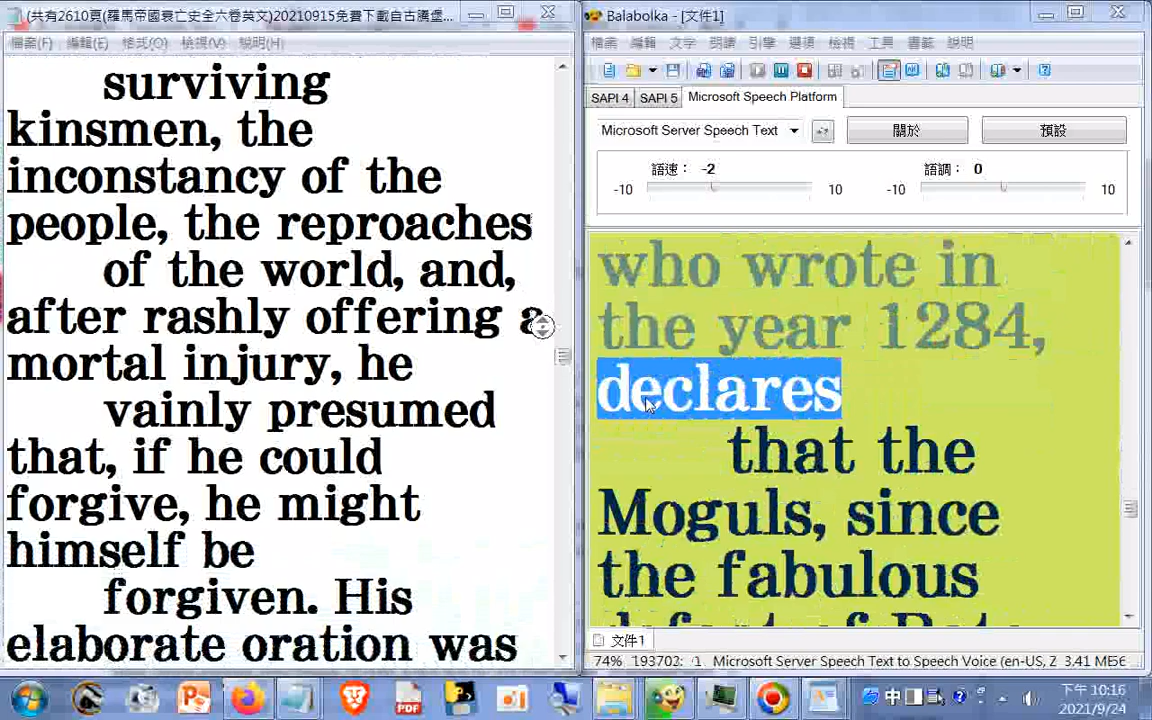 (共有2610頁(羅馬帝國衰亡史全六卷英文)20210915免費下載自古騰堡...
檔案(F) 編輯(E) 格式(O) 檢視(V) 說明(H)
surviving
kinsmen, the
inconstancy of the
people, the reproaches
of the world, and,
after rashly offering a
mortal injury, he
vainly presumed
that, if he could
forgive, he might
himself be
forgiven. His
elaborate oration was
Balabolka - [文件1]
檔案 編輯 文字 朗讀 引擎 選項 檢視 工具 書籤 說明
SAPI 4 SAPI 5 Microsoft Speech Platform
Microsoft Server Speech Text 關於 預設
語速: -2 語調: 0
-10 10 -10 10
who wrote in
the year 1284,
declares
that the
Moguls, since
the fabulous
文件1
74% 193702: 1 Microsoft Server Speech Text to Speech Voice (en-US, Z 3.41 МБ
中
下午 10:16
2021/9/24